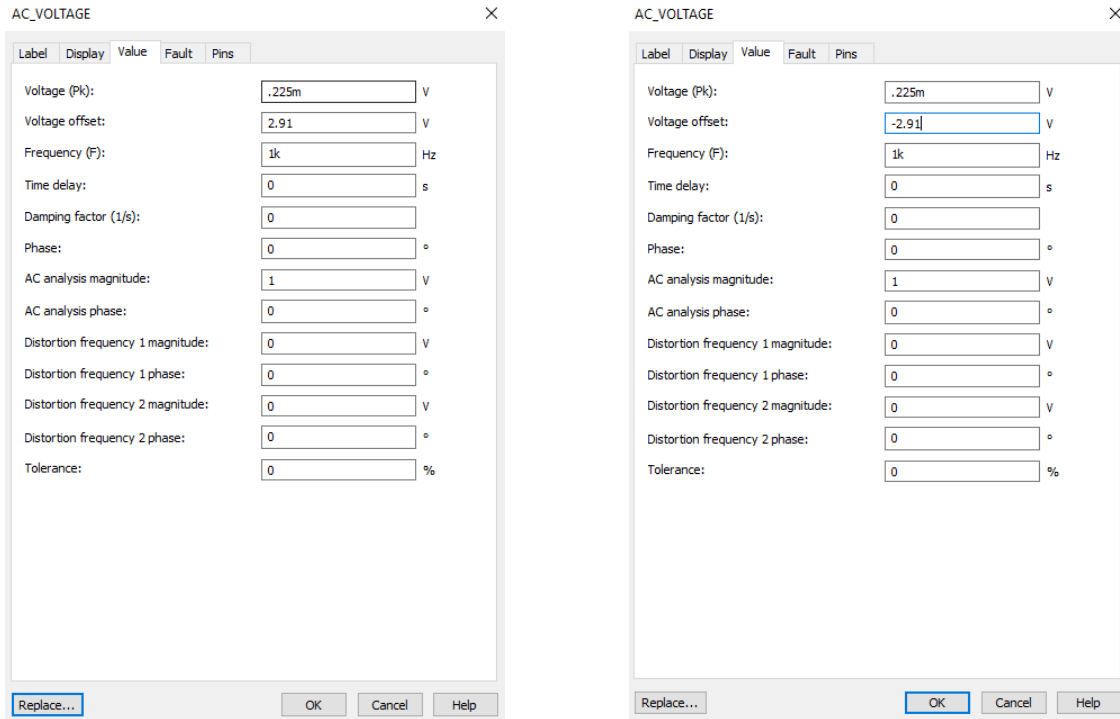 AC_VOLTAGE
Label Display Value Fault Pins
Voltage (Pk): .225m V
Voltage offset: 2.91 V
Frequency (F): 1k Hz
Time delay: 0 s
Damping factor (1/s): 0
Phase: 0 °
AC analysis magnitude: 1 V
AC analysis phase: 0 °
Distortion frequency 1 magnitude: 0 V
Distortion frequency 1 phase: 0 °
Distortion frequency 2 magnitude: 0 V
Distortion frequency 2 phase: 0 °
Tolerance: 0 %
Replace... OK Cancel Help
AC_VOLTAGE
Label Display Value Fault Pins
Voltage (Pk): .225m V
Voltage offset: -2.91 V
Frequency (F): 1k Hz
Time delay: 0 s
Damping factor (1/s): 0
Phase: 0 °
AC analysis magnitude: 1 V
AC analysis phase: 0 °
Distortion frequency 1 magnitude: 0 V
Distortion frequency 1 phase: 0 °
Distortion frequency 2 magnitude: 0 V
Distortion frequency 2 phase: 0 °
Tolerance: 0 %
Replace... OK Cancel Help